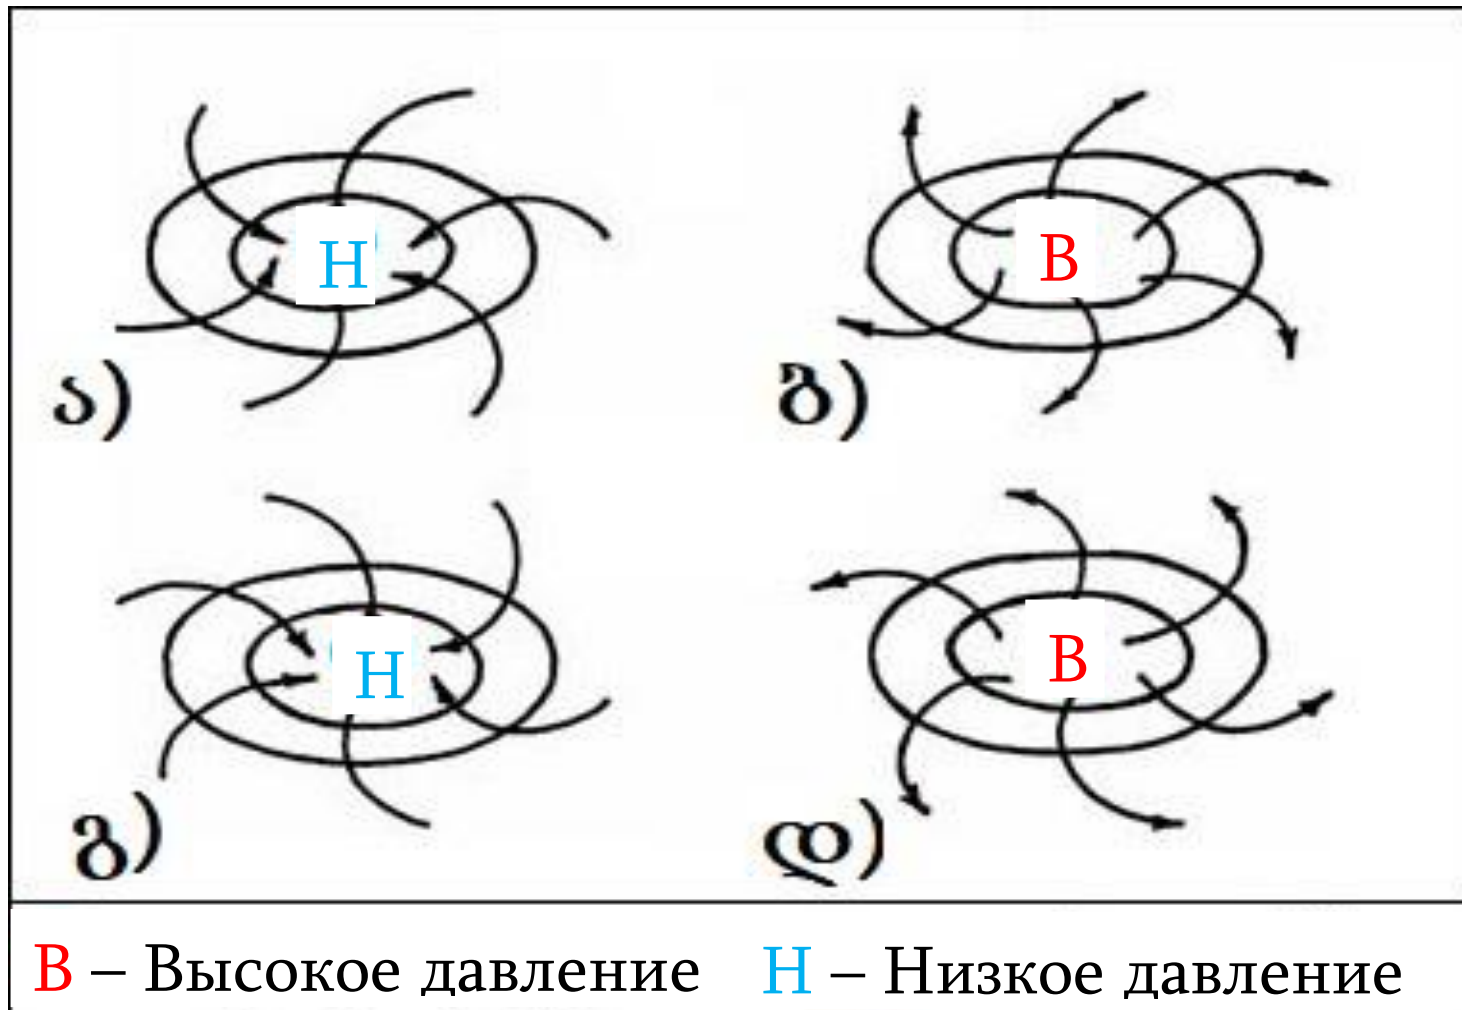 Н
В
ა)
ბ)
Н
В
გ)
დ)
В – Высокое давление Н – Низкое давление